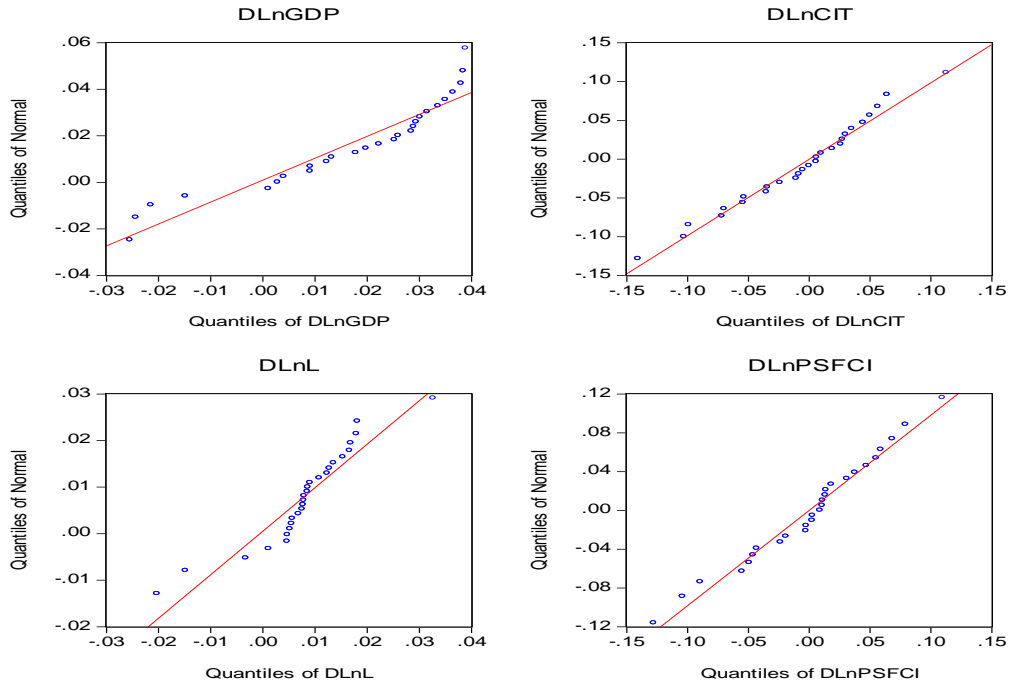 DLnGDP
.06
.04
.02
.00
-.02
-.04
Quantiles of Normal
-.03 -.02 -.01 .00 .01 .02 .03 .04
Quantiles of DLnGDP
DLnCIT
.15
.10
.05
.00
-.05
-.10
-.15
Quantiles of Normal
-.15 -.10 -.05 .00 .05 .10 .15
Quantiles of DLnCIT
DLnL
.03
.02
.01
.00
-.01
-.02
Quantiles of Normal
-.03 -.02 -.01 .00 .01 .02 .03 .04
Quantiles of DLnL
DLnPSFCI
.12
.08
.04
.00
-.04
-.08
-.12
Quantiles of Normal
-.15 -.10 -.05 .00 .05 .10 .15
Quantiles of DLnPSFCI